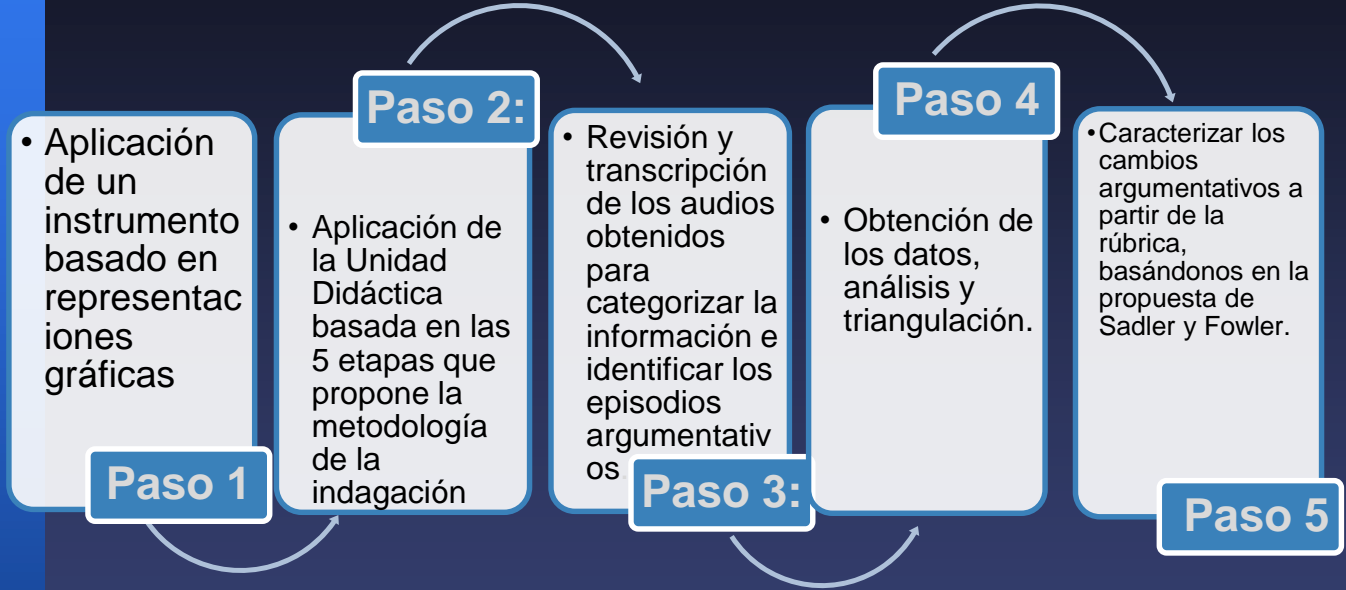 • Aplicación
de un
instrumento
basado en
representac
iones
gráficas
Paso 1
Paso 2:
• Aplicación de
la Unidad
Didáctica
basada en las
5 etapas que
propone la
metodología
de la
indagación
• Revisión y
transcripción
de los audios
obtenidos
para
categorizar la
información e
identificar los
episodios
argumentativ
os
Paso 3:
Paso 4
• Obtención de
los datos,
análisis y
triangulación.
•Caracterizar los
cambios
argumentativos a
partir de la
rúbrica,
basándonos en la
propuesta de
Sadler y Fowler.
Paso 5